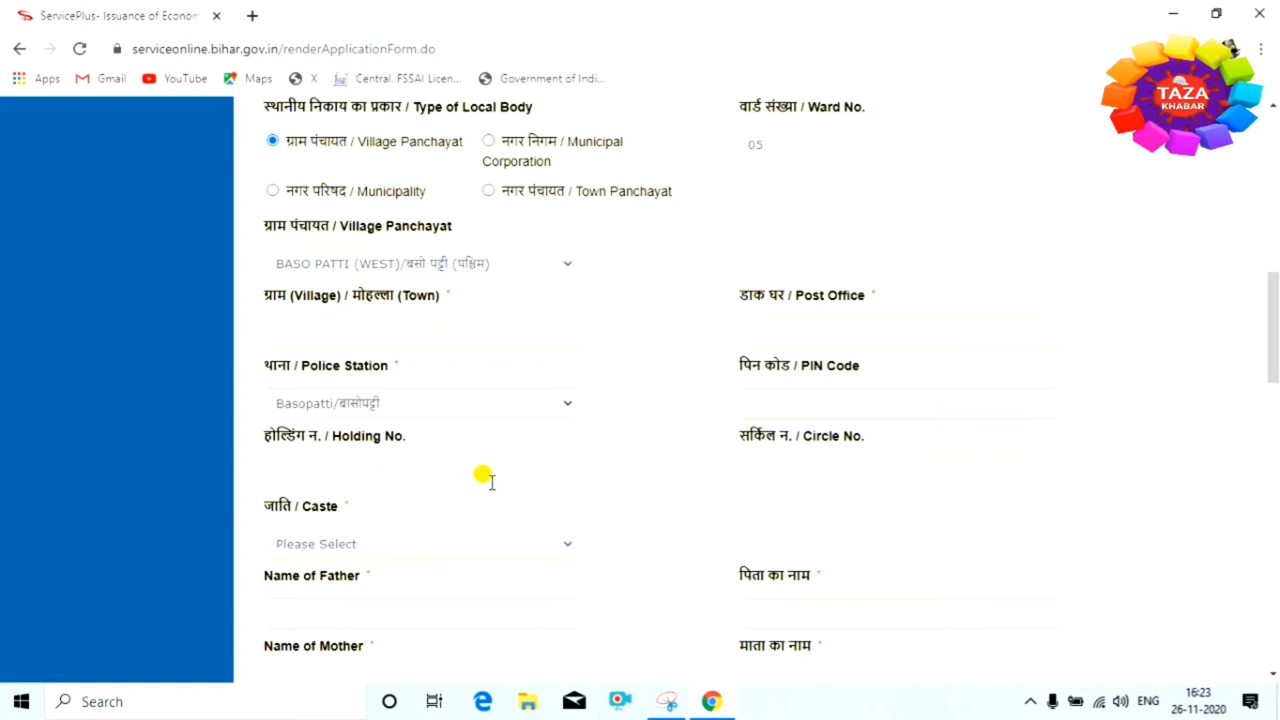 ServicePlus- Issuance of Econor
serviceonline.bihar.gov.in/renderApplicationForm.do
Apps Gmail YouTube Maps X Central. FSSAI Licen... Government of Indi...
TAZA
KHABAR
स्थानीय निकाय का प्रकार / Type of Local Body
वार्ड संख्या / Ward No.
ग्राम पंचायत / Village Panchayat
नगर निगम / Municipal
Corporation
05
नगर परिषद / Municipality
नगर पंचायत / Town Panchayat
ग्राम पंचायत / Village Panchayat
BASO PATTI (WEST)/बसो पट्टी (पश्चिम)
ग्राम (Village) / मोहल्ला (Town) *
डाक घर / Post Office *
थाना / Police Station *
पिन कोड / PIN Code
Basopatti/बासोपट्टी
होल्डिंग न. / Holding No.
सर्किल न. / Circle No.
जाति / Caste *
Please Select
Name of Father *
पिता का नाम *
Name of Mother *
माता का नाम *
Search
ENG
16:23
26-11-2020